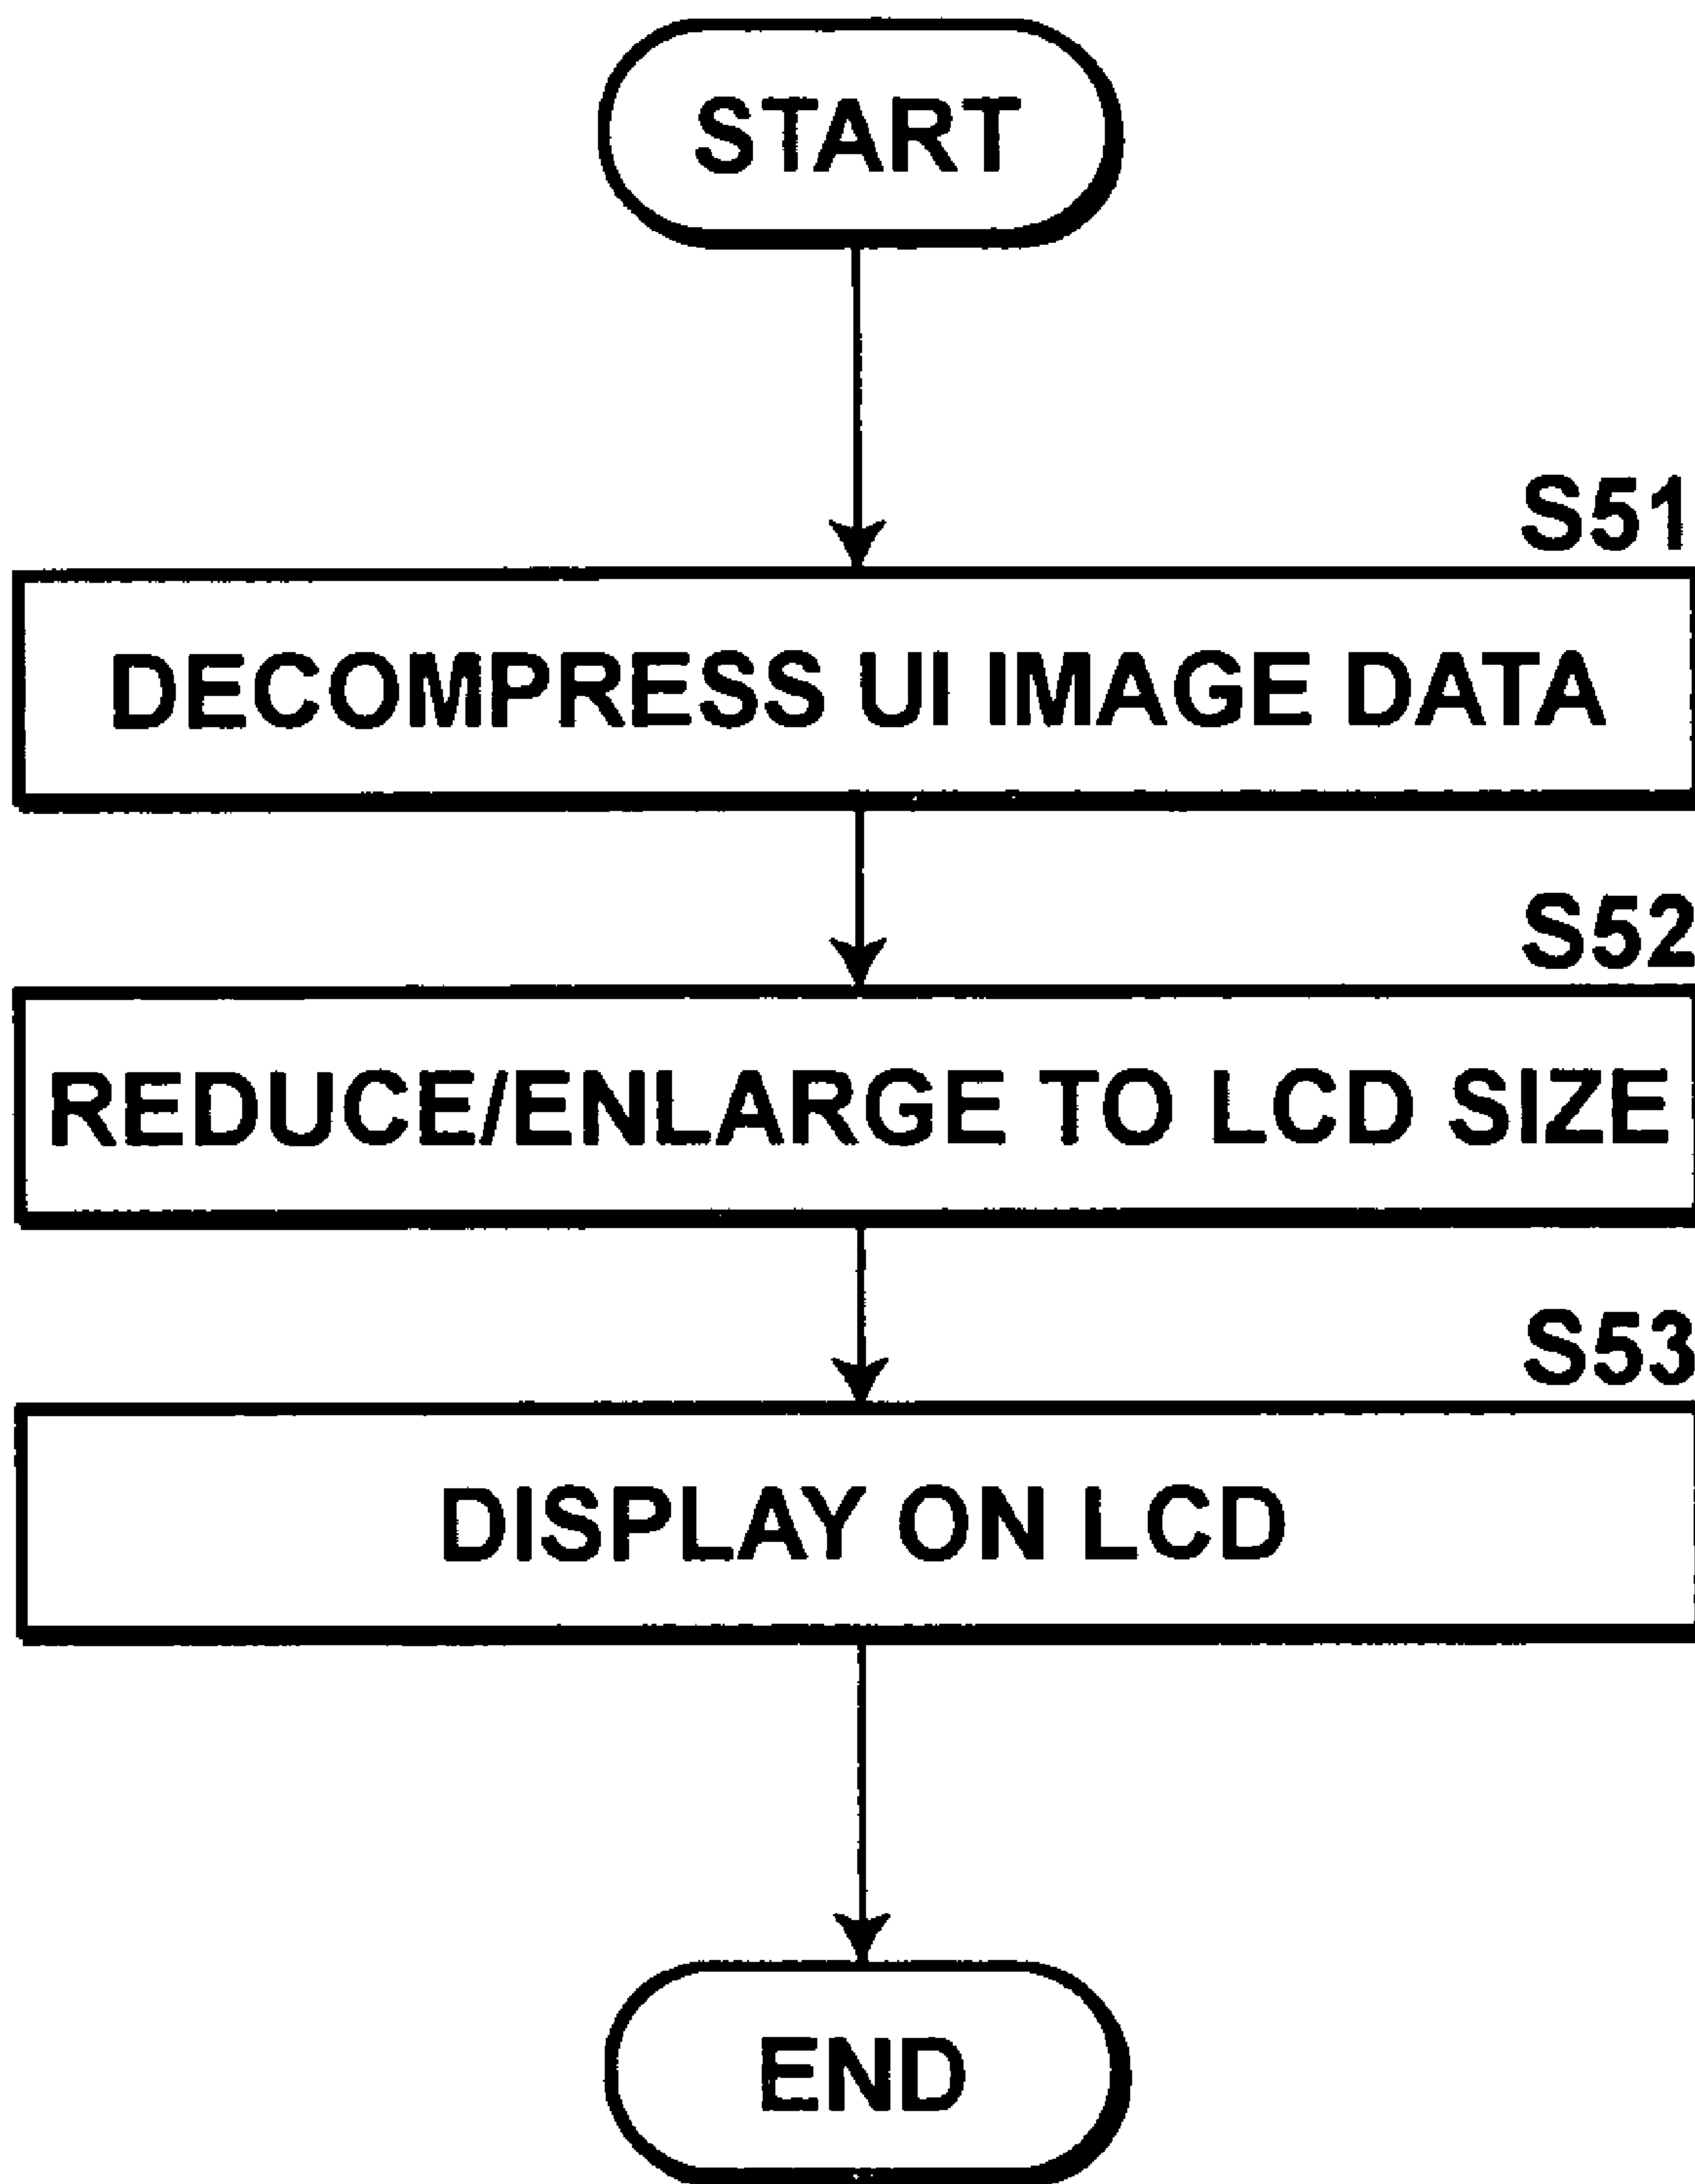 START
S51
DECOMPRESS UI IMAGE DATA
S52
REDUCE/ENLARGE TO LCD SIZE
S53
DISPLAY ON LCD
END